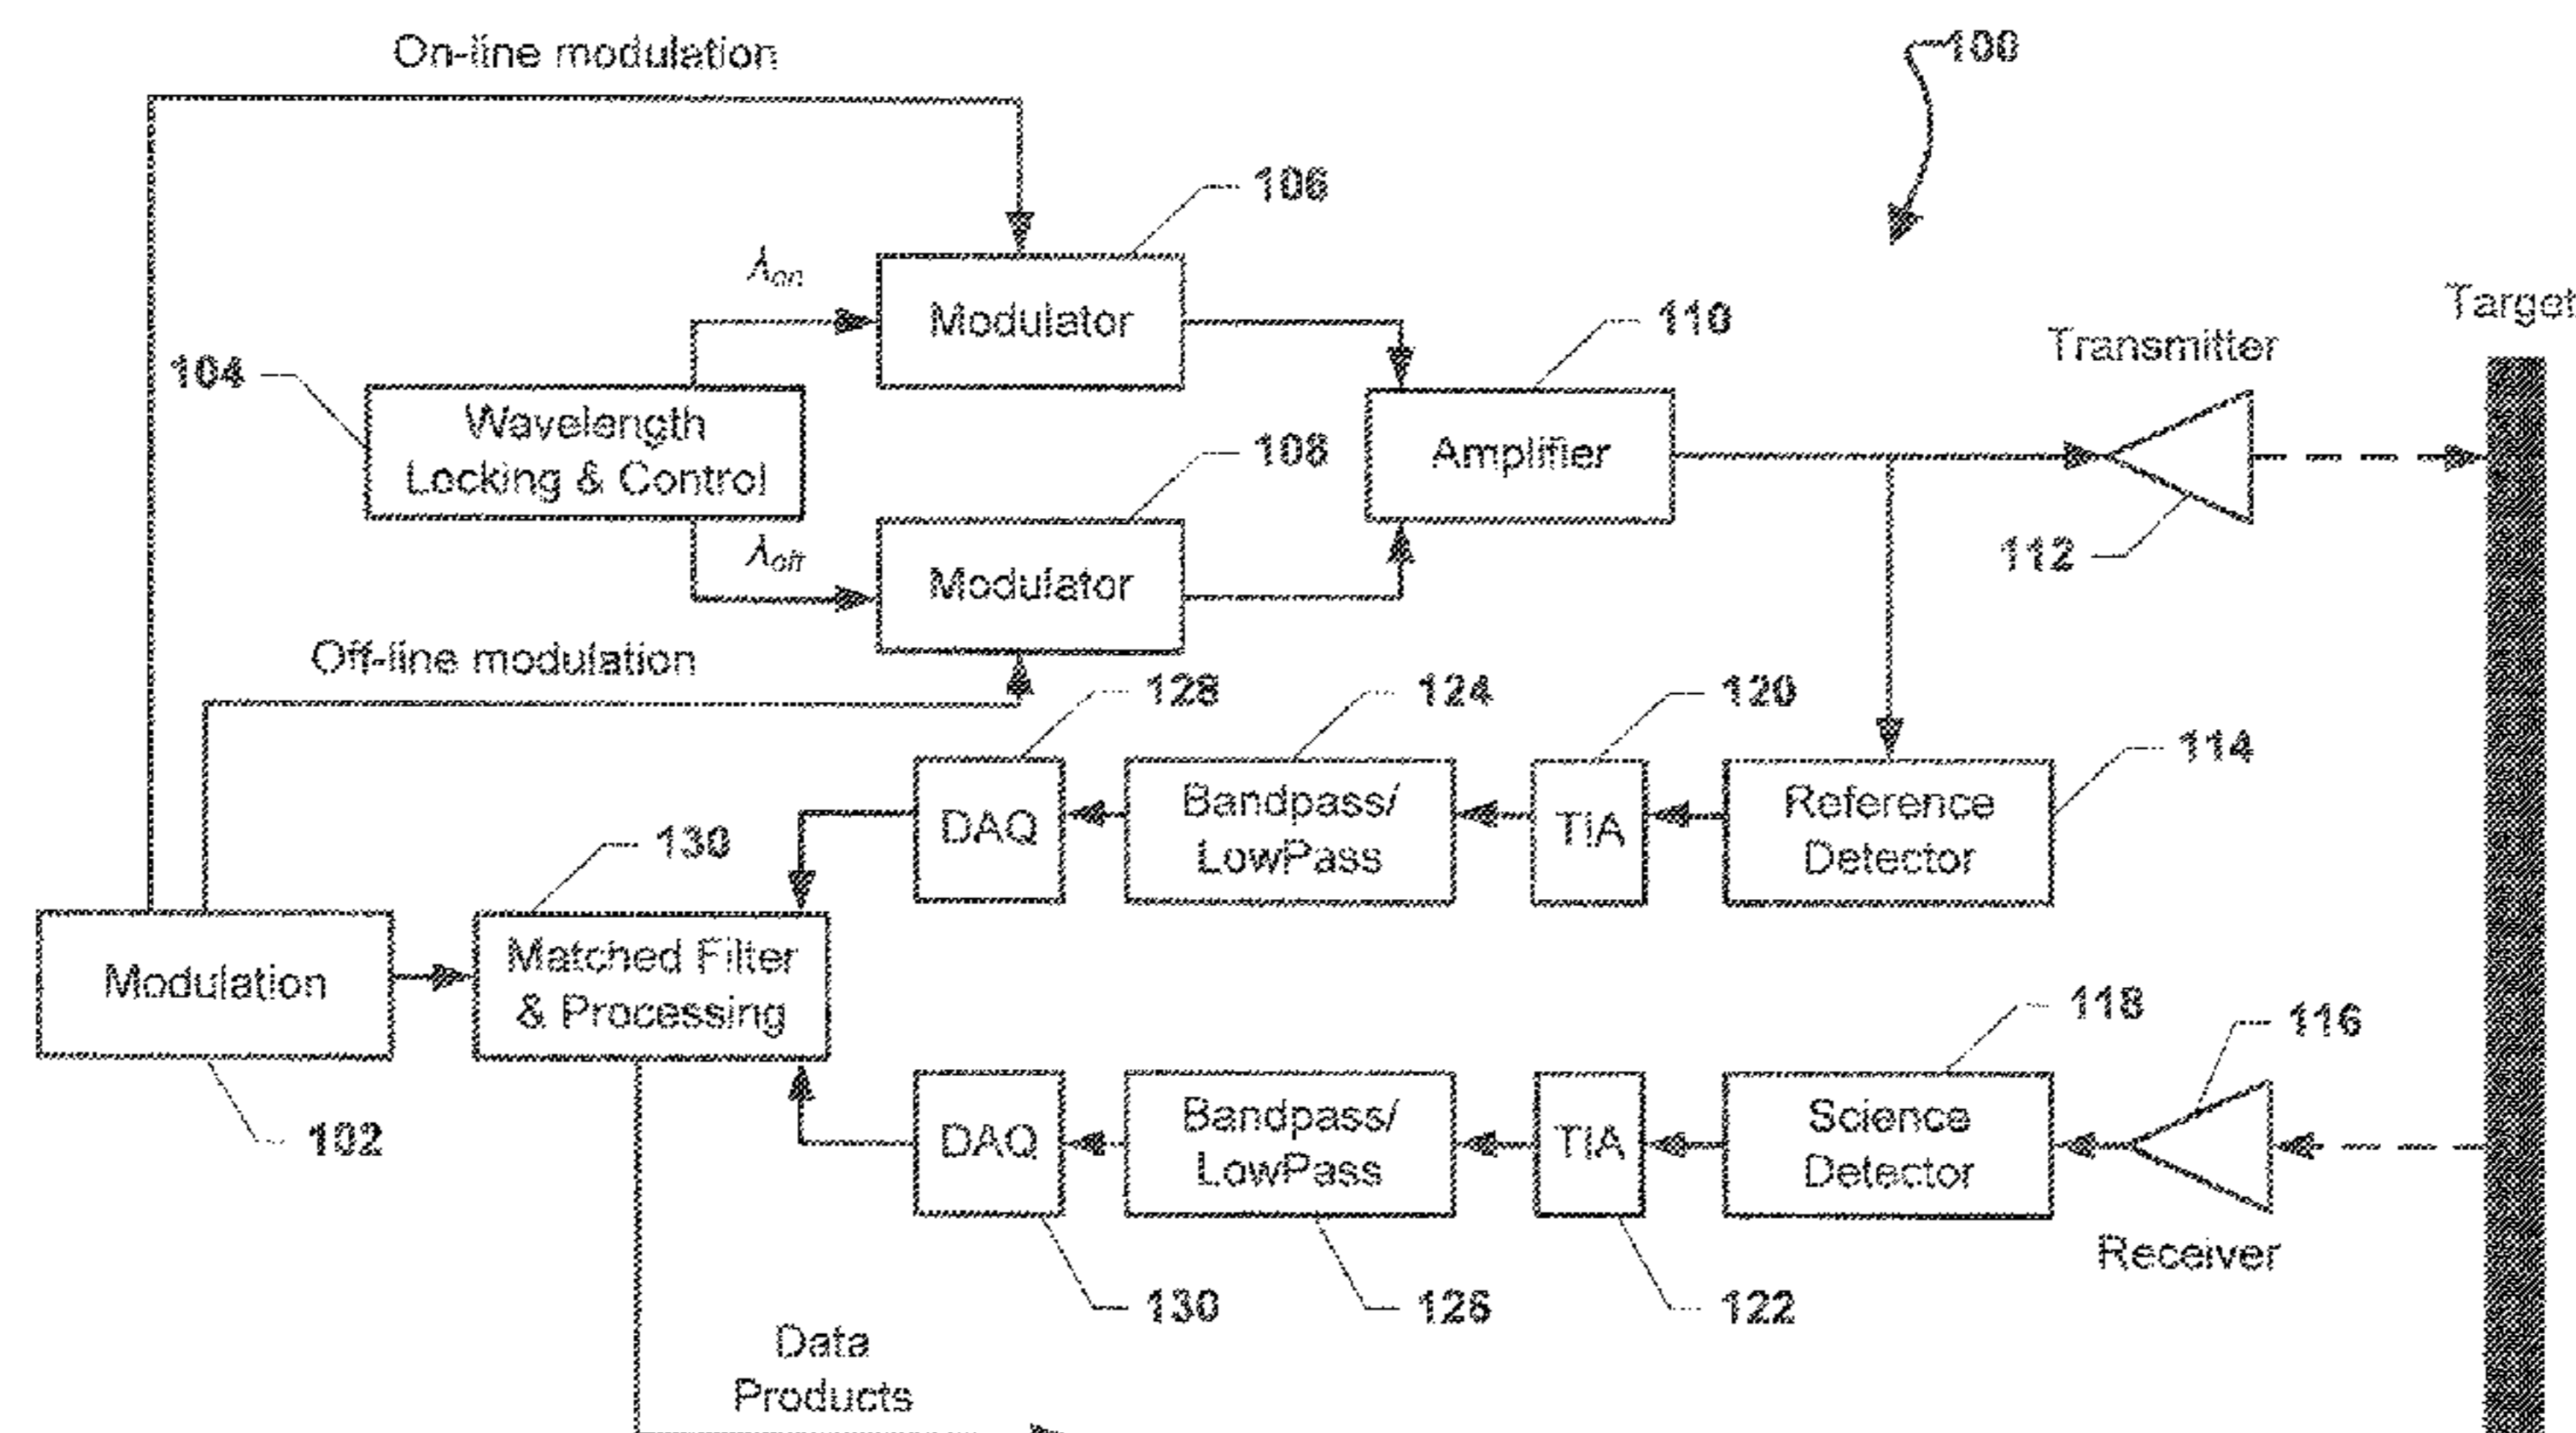 On-line modulation
100
106
λon
Modulator
110
Target
Transmitter
104
Wavelength
Locking & Control
108
Amplifier
λoff
Modulator
112
Off-line modulation
128
124
120
114
DAQ
Bandpass/
LowPass
TIA
Reference
Detector
130
Modulation
Matched Filter
& Processing
118
116
102
DAQ
Bandpass/
LowPass
TIA
Science
Detector
Receiver
130
126
122
Data
Products